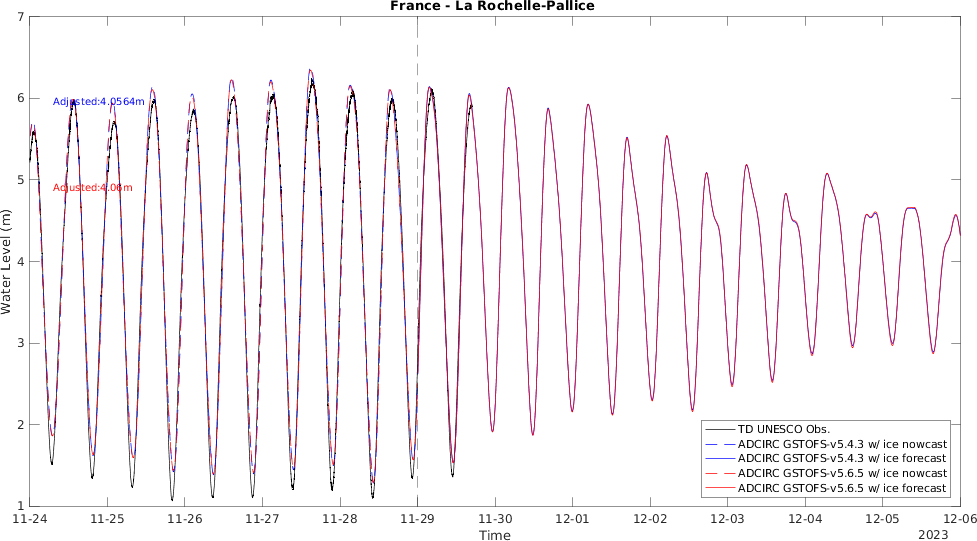 France - La Rochelle-Pallice
7
6
5
4
3
2
1
Water Level (m)
Adjusted:4.0564m
Adjusted:4.06m
TD UNESCO Obs.
ADCIRC GSTOFS-v5.4.3 w/ ice nowcast
ADCIRC GSTOFS-v5.4.3 w/ ice forecast
ADCIRC GSTOFS-v5.6.5 w/ ice nowcast
ADCIRC GSTOFS-v5.6.5 w/ ice forecast
11-24 11-25 11-26 11-27 11-28 11-29 11-30 12-01 12-02 12-03 12-04 12-05 12-06
Time
2023